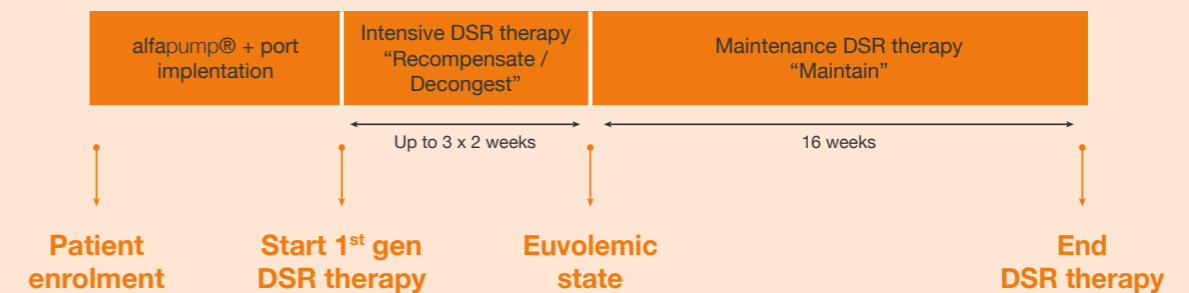 alfapump® + port
implentation
Intensive DSR therapy
“Recompensate /
Decongest”
Maintenance DSR therapy
“Maintain”
Up to 3 x 2 weeks
16 weeks
Patient
enrolment
Start 1st gen
DSR therapy
Euvolemic
state
End
DSR therapy